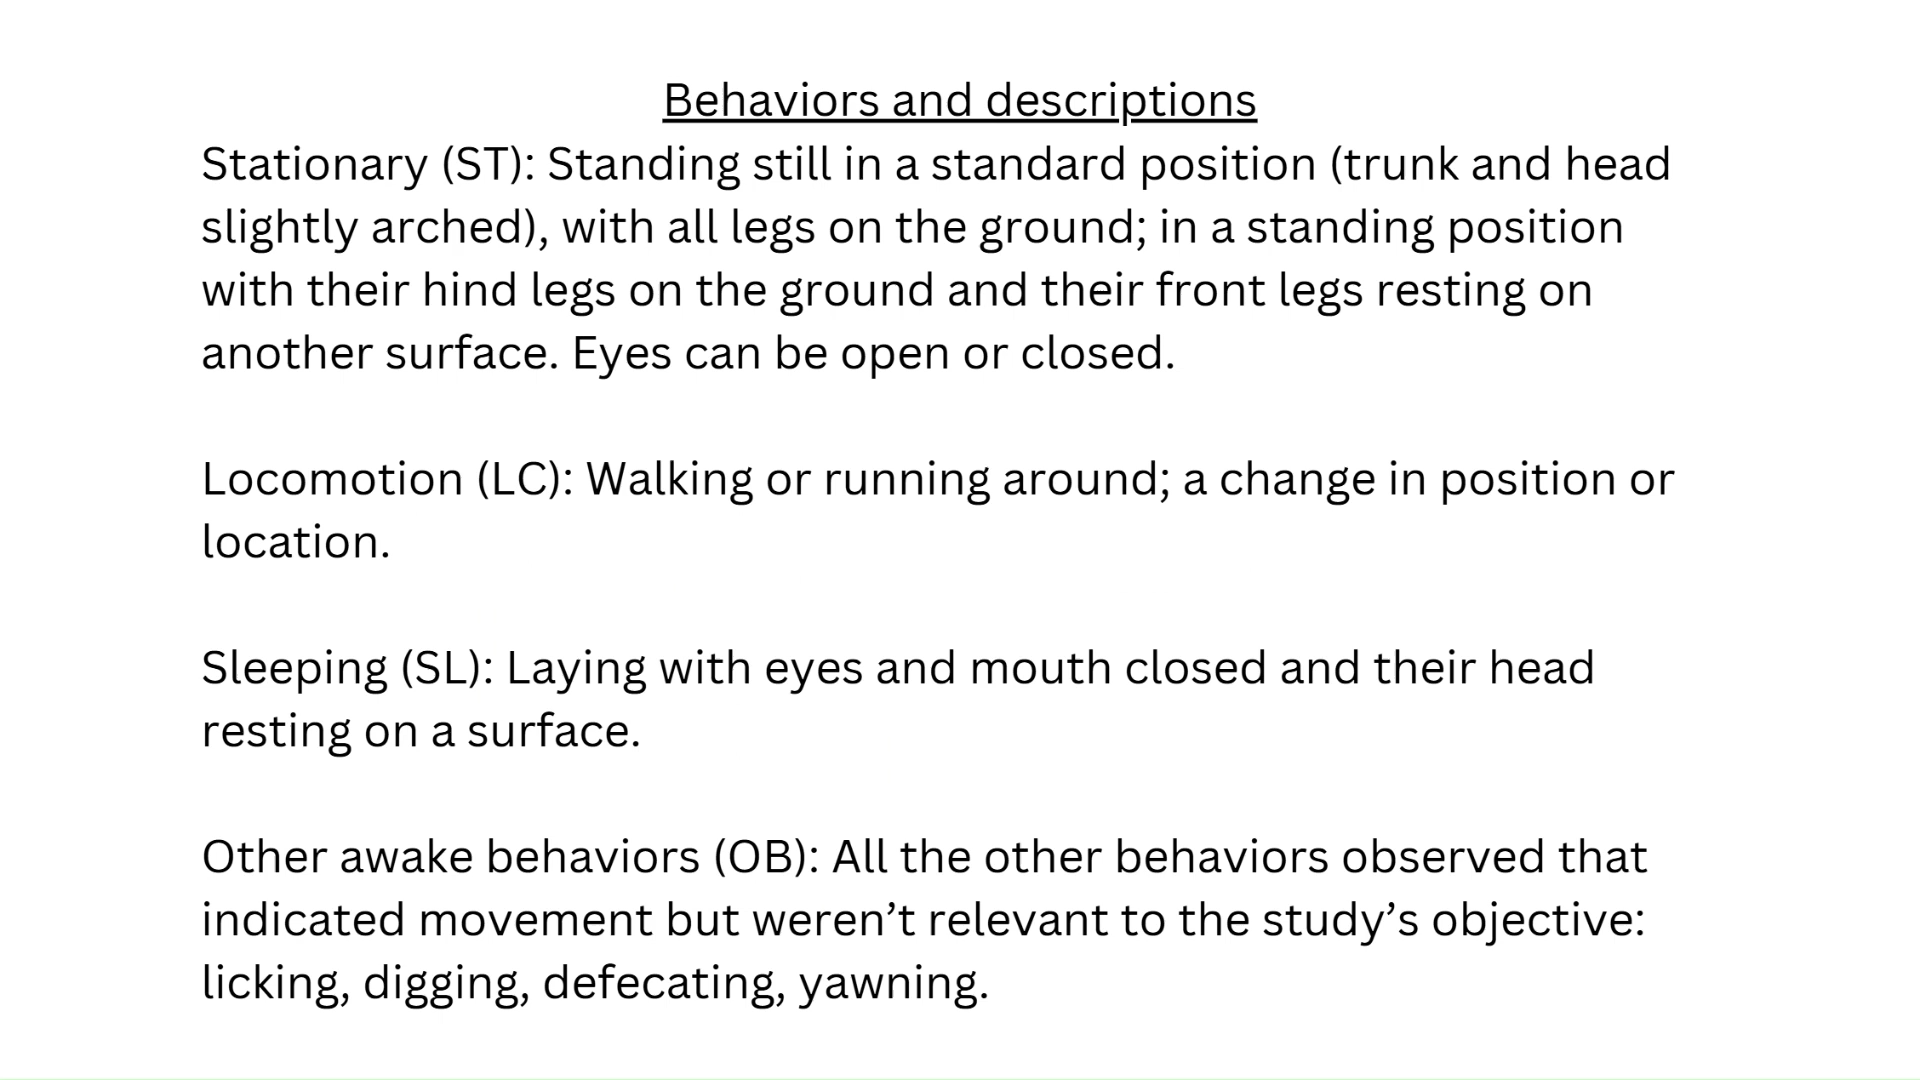 Behaviors and descriptions
Stationary (ST): Standing still in a standard position (trunk and head
slightly arched), with all legs on the ground; in a standing position
with their hind legs on the ground and their front legs resting on
another surface. Eyes can be open or closed.
Locomotion (LC): Walking or running around; a change in position or
location.
Sleeping (SL): Laying with eyes and mouth closed and their head
resting on a surface.
Other awake behaviors (OB): All the other behaviors observed that
indicated movement but weren’t relevant to the study’s objective:
licking, digging, defecating, yawning.